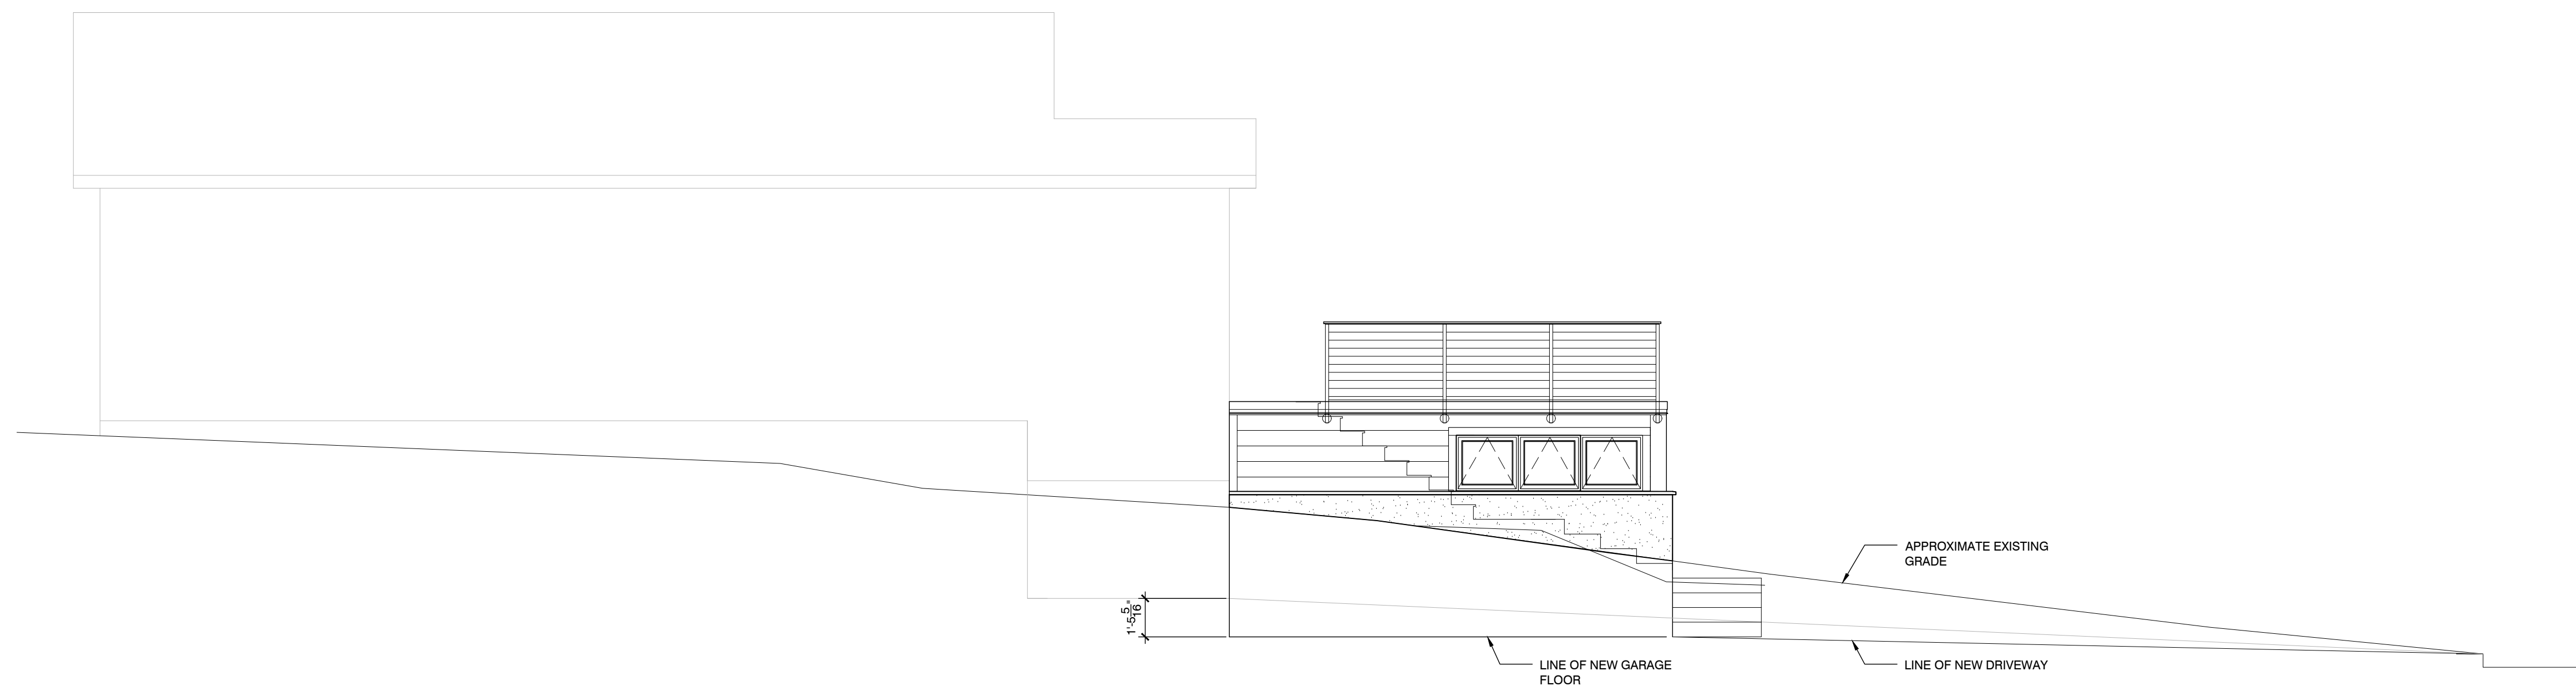 APPROXIMATE EXISTING
GRADE
1'-5 5/16"
LINE OF NEW GARAGE
FLOOR
LINE OF NEW DRIVEWAY